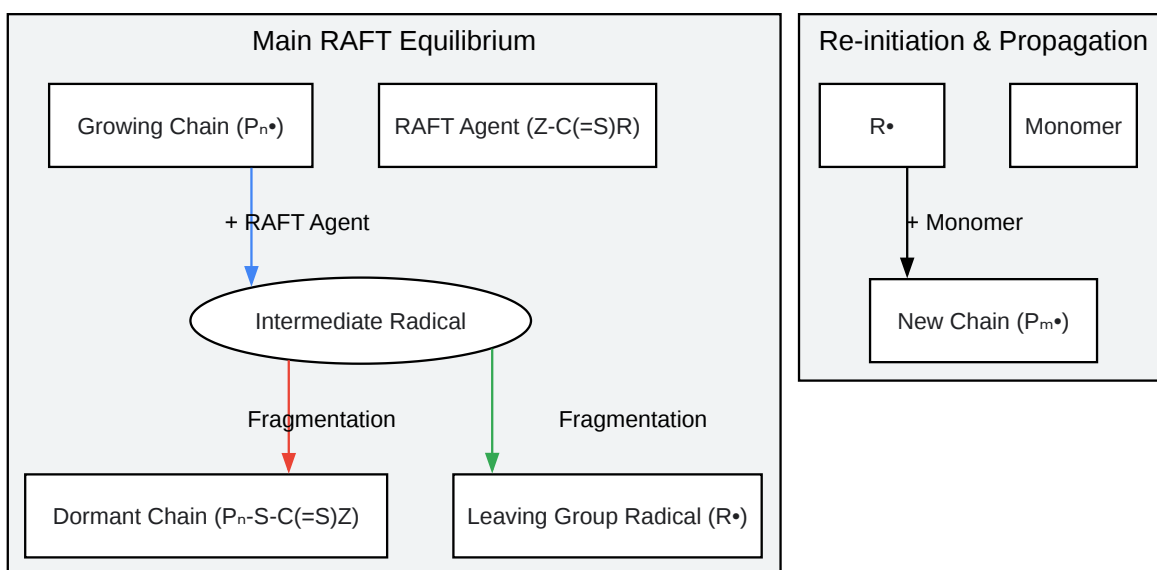 Main RAFT Equilibrium
Growing Chain (Pₙ•)
RAFT Agent (Z-C(=S)R)
+ RAFT Agent
Intermediate Radical
Fragmentation
Fragmentation
Dormant Chain (Pₙ-S-C(=S)Z)
Leaving Group Radical (R•)
Re-initiation & Propagation
R•
Monomer
+ Monomer
New Chain (Pₘ•)